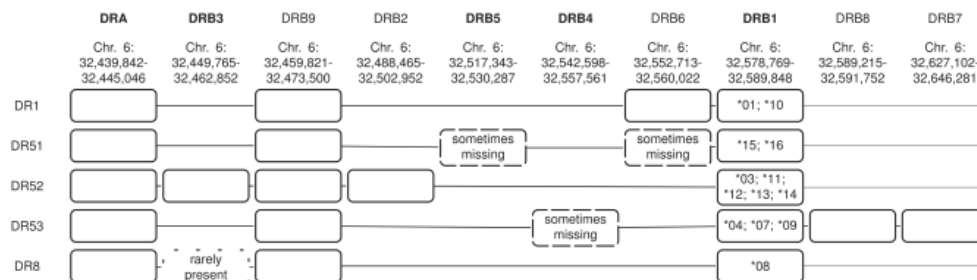 DRA DRB3 DRB9 DRB2 DRB5 DRB4 DRB6 DRB1 DRB8 DRB7
Chr. 6: Chr. 6: Chr. 6: Chr. 6: Chr. 6: Chr. 6: Chr. 6: Chr. 6: Chr. 6: Chr. 6:
32,439,842- 32,449,765- 32,459,821- 32,488,465- 32,517,343- 32,542,598- 32,552,713- 32,578,769- 32,589,215- 32,627,102-
32,445,046 32,462,852 32,473,500 32,502,952 32,530,287 32,557,561 32,560,022 32,589,848 32,591,752 32,646,281
DR1 *01; *10
DR51 sometimes missing sometimes missing *15; *16
DR52 *03; *11; *12; *13; *14
DR53 sometimes missing *04; *07; *09
DR8 rarely present *08